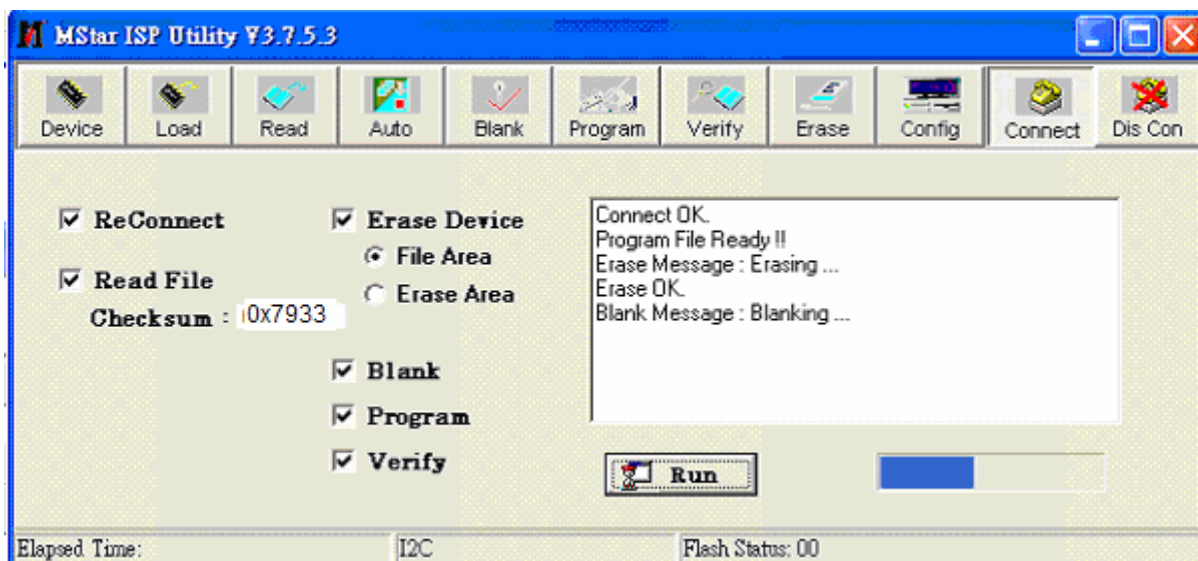 MStar ISP Utility V3.7.5.3
Device Load Read Auto Blank Program Verify Erase Config Connect Dis Con
ReConnect
Read File
Checksum : 0x7933
Erase Device
File Area
Erase Area
Blank
Program
Verify
Connect OK.
Program File Ready !!
Erase Message : Erasing ...
Erase OK.
Blank Message : Blanking ...
Run
Elapsed Time: I2C Flash Status: 00